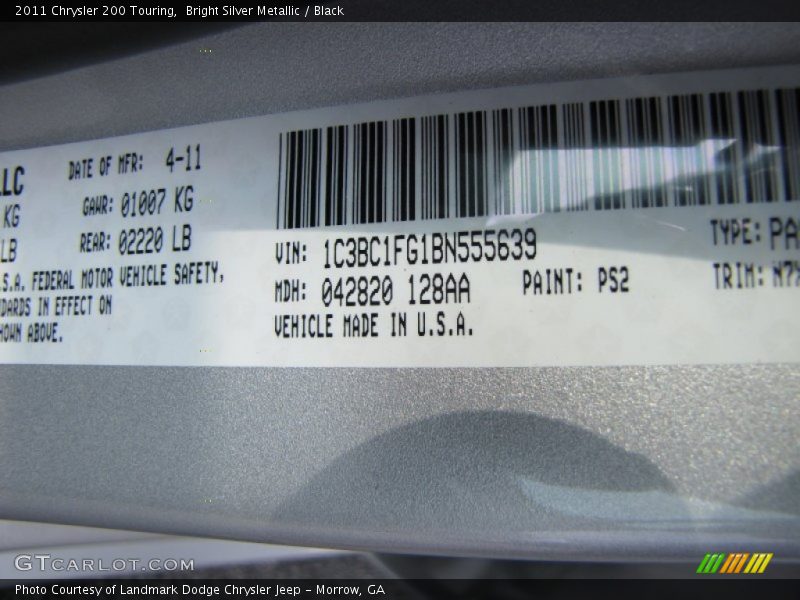 2011 Chrysler 200 Touring,  Bright Silver Metallic / Black
LLC
DATE OF MFR: 4-11
KG
GAWR: 01007 KG
LB
REAR: 02220 LB
S.A. FEDERAL MOTOR VEHICLE SAFETY,
DARDS IN EFFECT ON
HOWN ABOVE.
VIN: 1C3BC1FG1BN555639
TYPE: PA
MDH: 042820 128AA
PAINT: PS2
TRIM: N7X
VEHICLE MADE IN U.S.A.
GTCARLOT.COM
Photo Courtesy of Landmark Dodge Chrysler Jeep – Morrow, GA